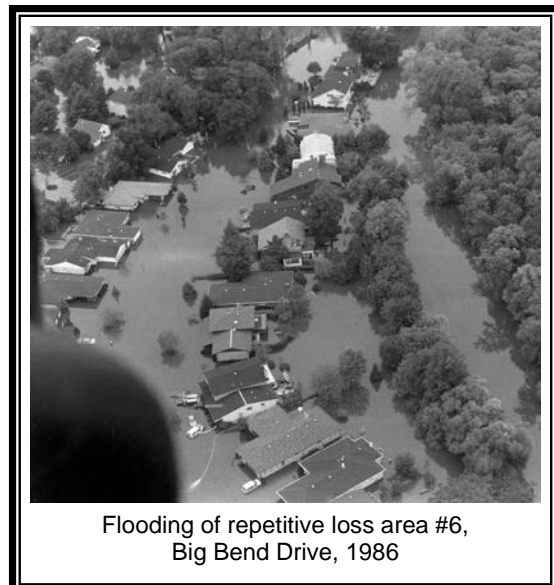 Flooding of repetitive loss area #6,
Big Bend Drive, 1986